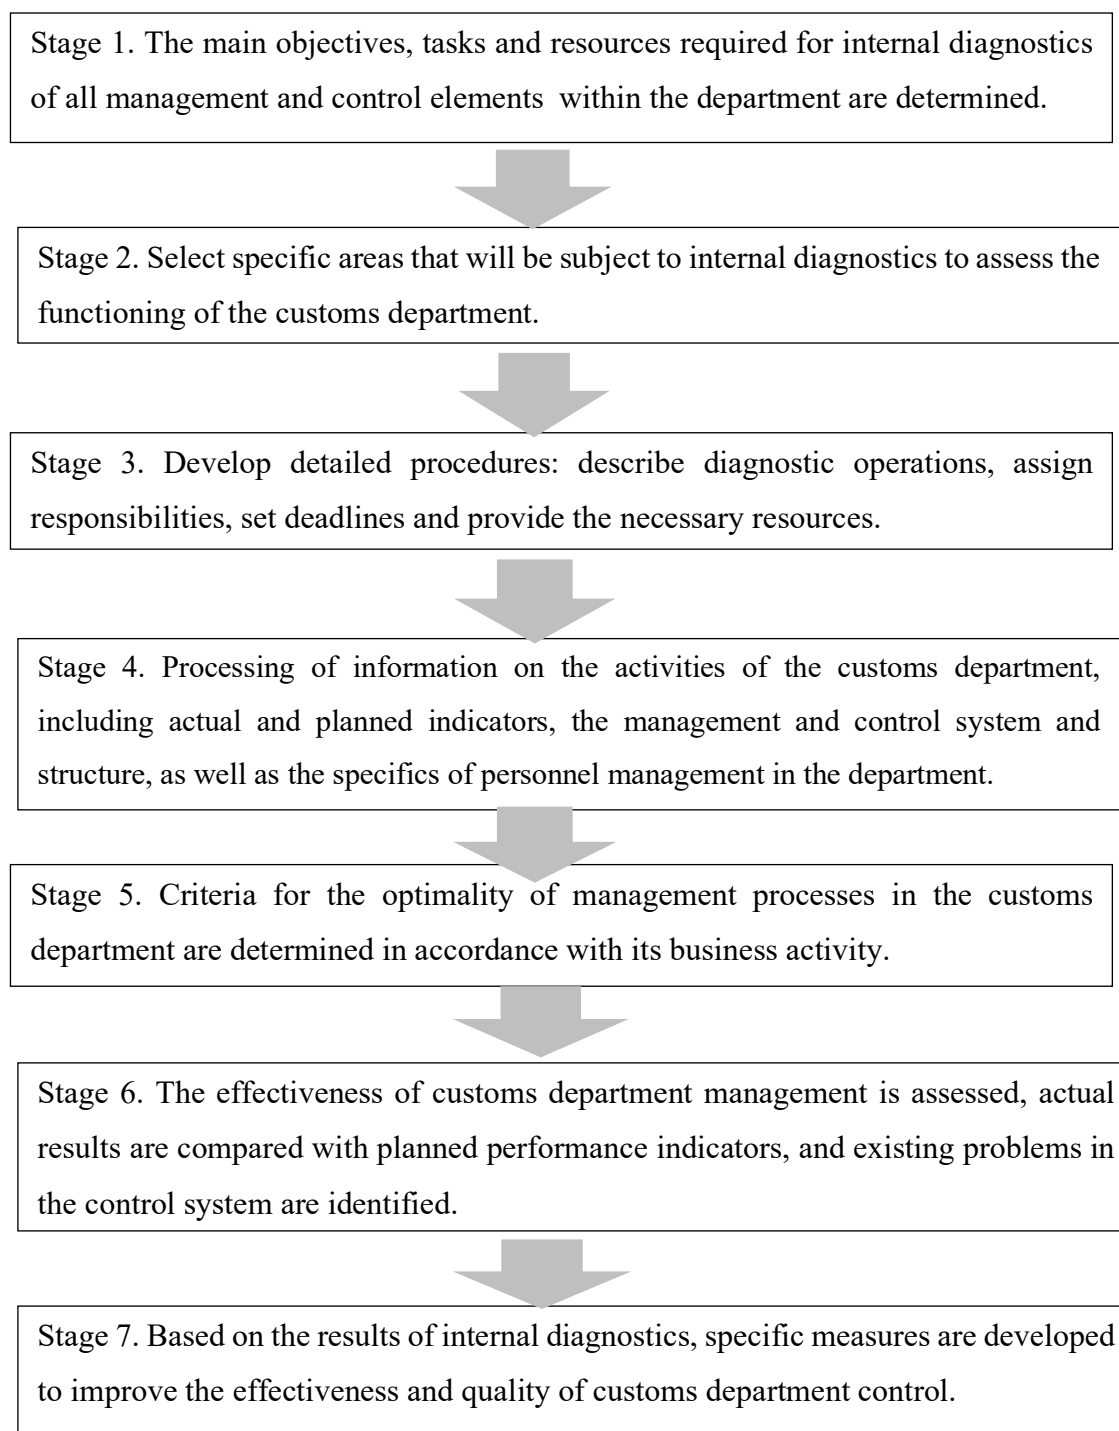 Stage 1. The main objectives, tasks and resources required for internal diagnostics
of all management and control elements within the department are determined.
Stage 2. Select specific areas that will be subject to internal diagnostics to assess the
functioning of the customs department.
Stage 3. Develop detailed procedures: describe diagnostic operations, assign
responsibilities, set deadlines and provide the necessary resources.
Stage 4. Processing of information on the activities of the customs department,
including actual and planned indicators, the management and control system and
structure, as well as the specifics of personnel management in the department.
Stage 5. Criteria for the optimality of management processes in the customs
department are determined in accordance with its business activity.
Stage 6. The effectiveness of customs department management is assessed, actual
results are compared with planned performance indicators, and existing problems in
the control system are identified.
Stage 7. Based on the results of internal diagnostics, specific measures are developed
to improve the effectiveness and quality of customs department control.